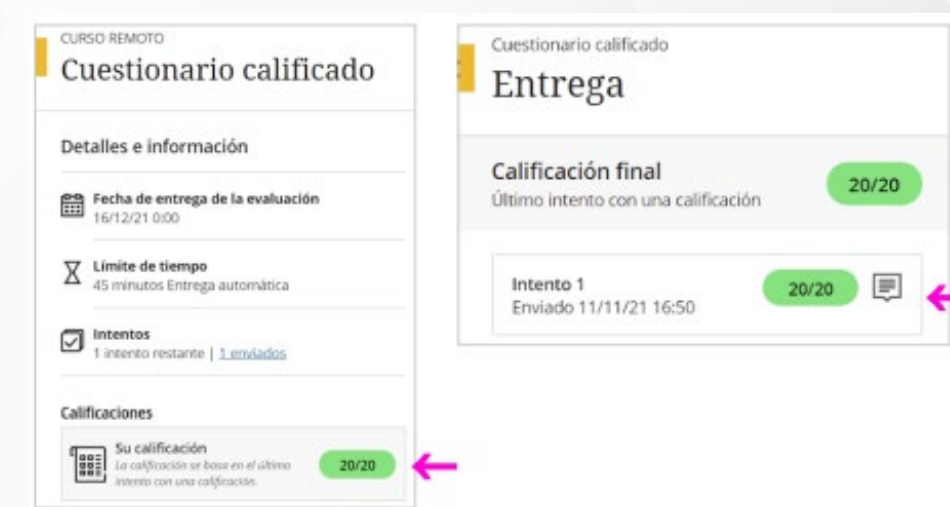 CURSO REMOTO
Cuestionario calificado
Detalles e información
Fecha de entrega de la evaluación
16/12/21 0:00
Límite de tiempo
45 minutos Entrega automática
Intentos
1 intento restante | 1 enviados
Calificaciones
Su calificación
La calificación se basa en el último
intento con una calificación.
20/20
Cuestionario calificado
Entrega
Calificación final
Último intento con una calificación
20/20
Intento 1
Enviado 11/11/21 16:50
20/20